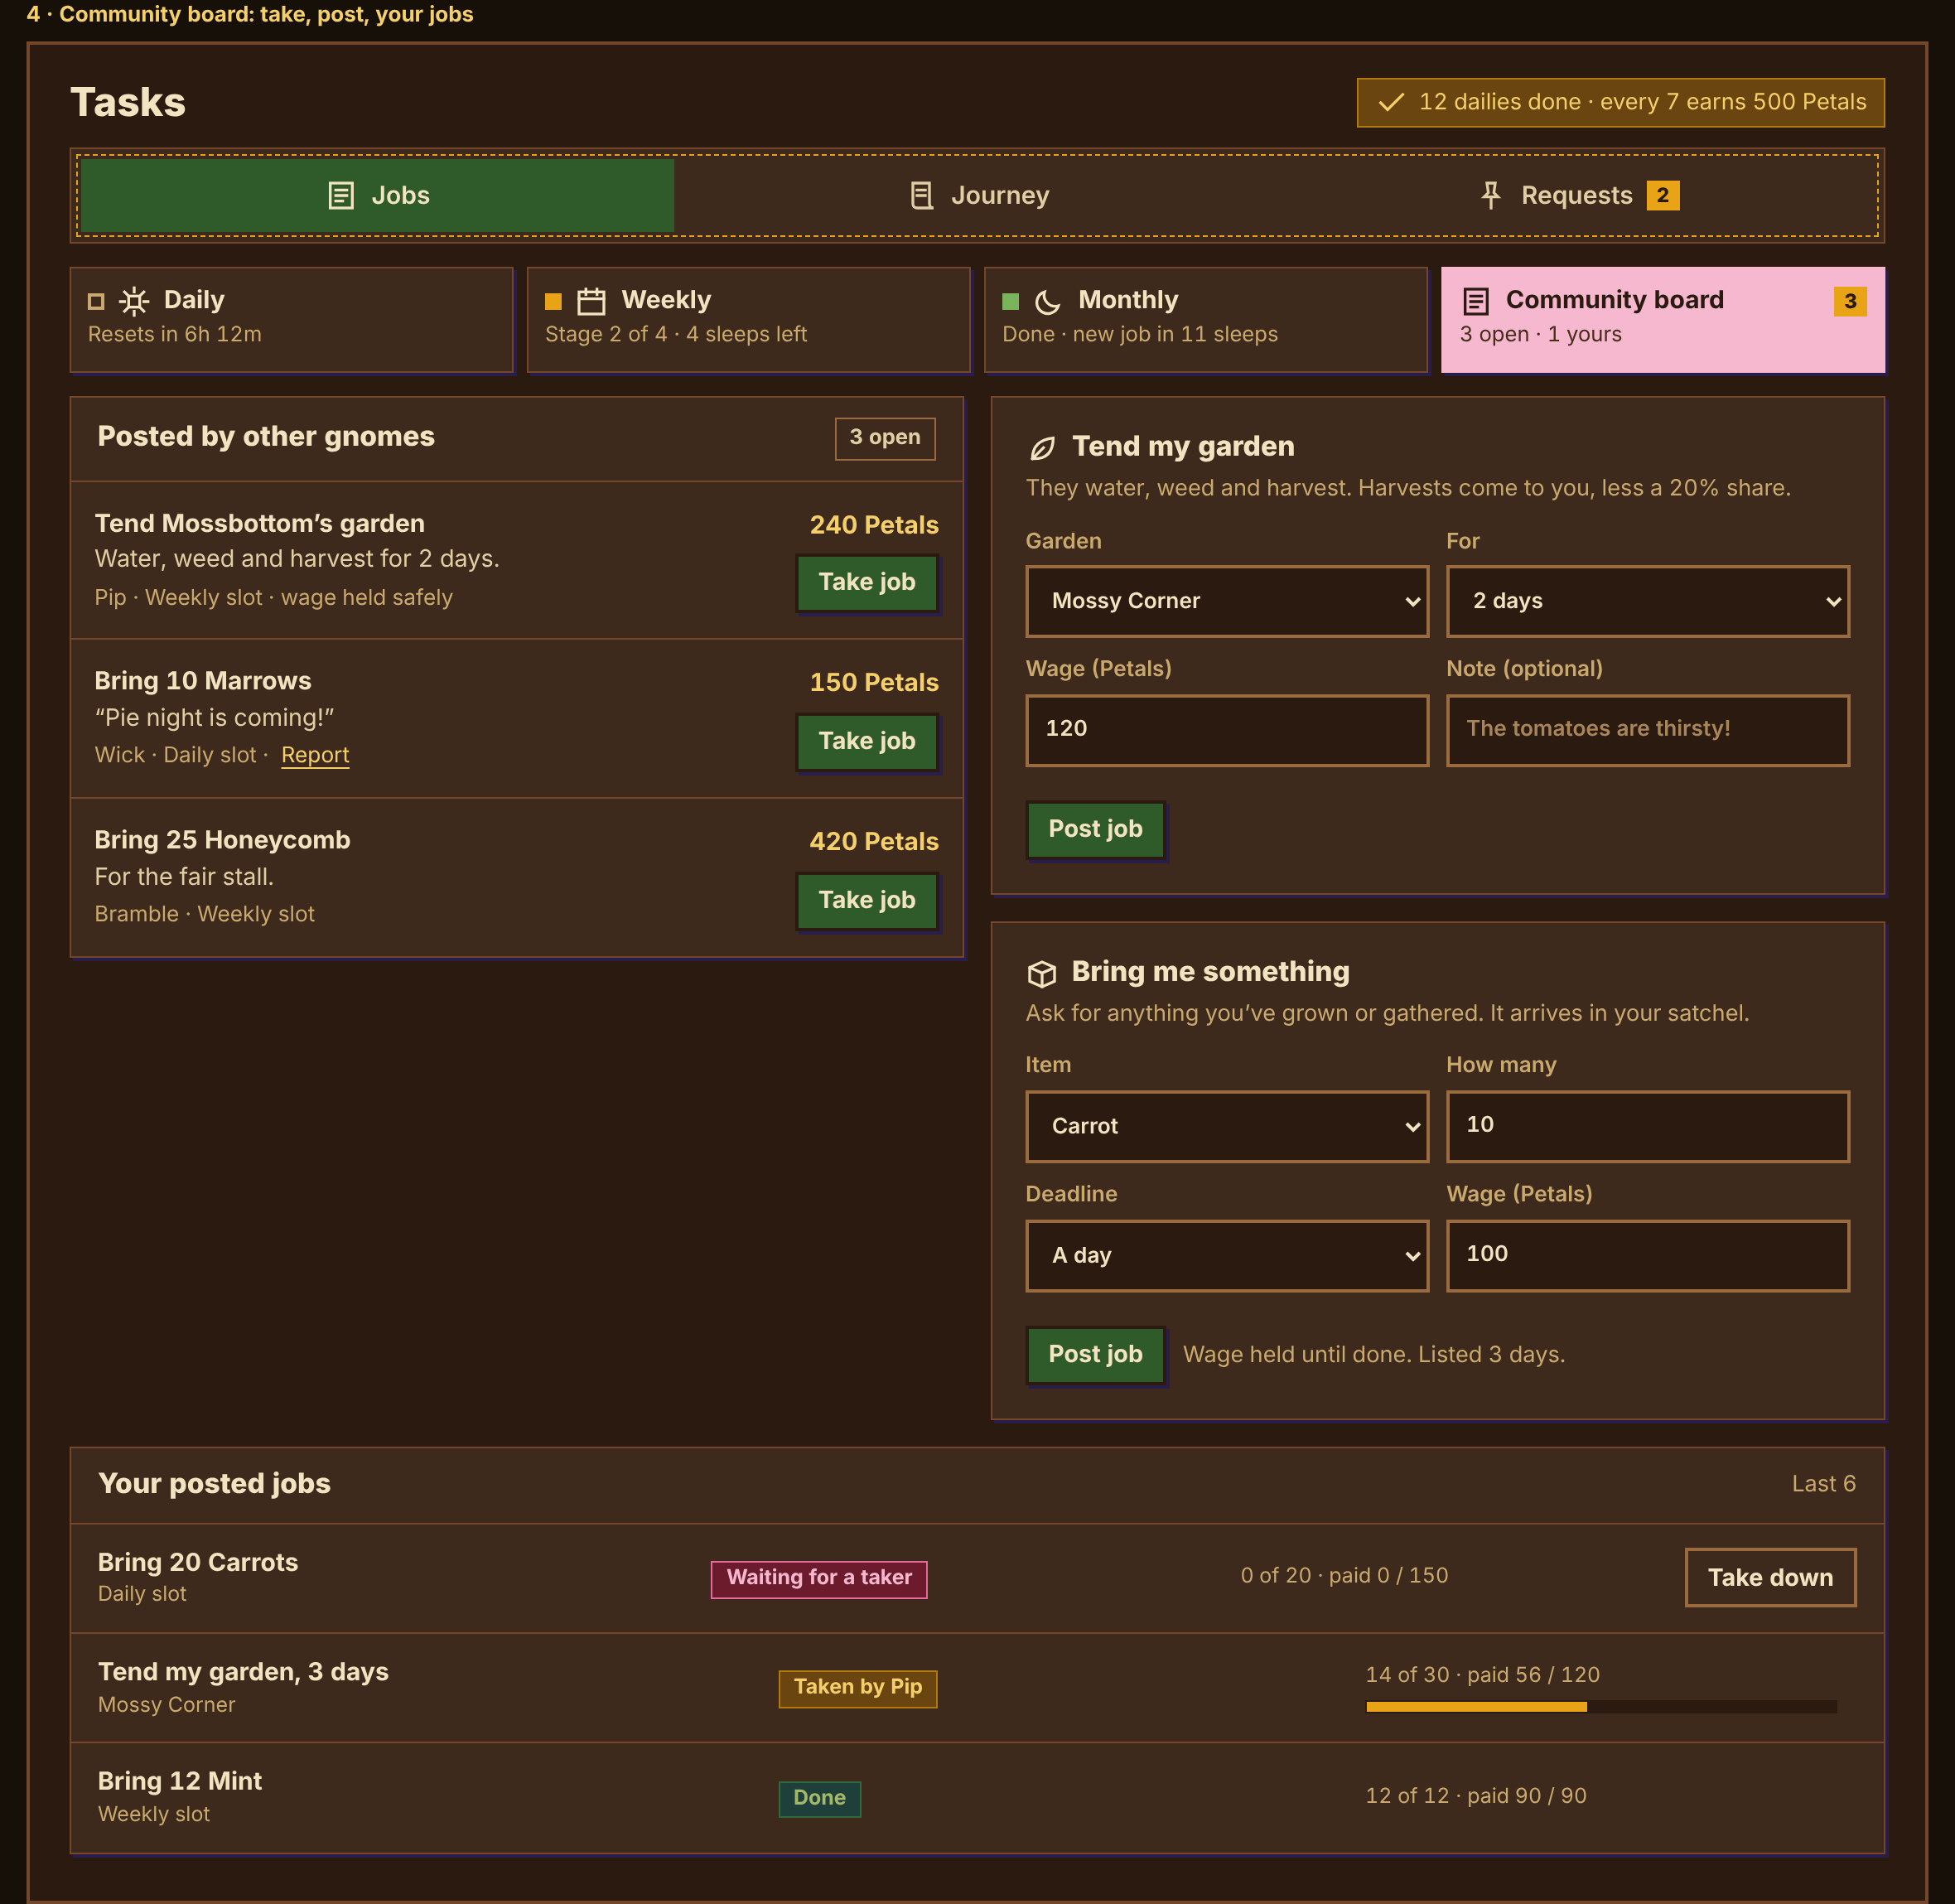 4 · Community board: take, post, your jobs
Tasks
12 dailies done · every 7 earns 500 Petals
Jobs
Journey
Requests 2
Daily
Resets in 6h 12m
Weekly
Stage 2 of 4 · 4 sleeps left
Monthly
Done · new job in 11 sleeps
Community board 3
3 open · 1 yours
Posted by other gnomes
3 open
Tend Mossbottom’s garden
240 Petals
Water, weed and harvest for 2 days.
Pip · Weekly slot · wage held safely
Take job
Bring 10 Marrows
150 Petals
“Pie night is coming!”
Wick · Daily slot · Report
Take job
Bring 25 Honeycomb
420 Petals
For the fair stall.
Bramble · Weekly slot
Take job
Tend my garden
They water, weed and harvest. Harvests come to you, less a 20% share.
Garden
For
Mossy Corner
2 days
Wage (Petals)
Note (optional)
120
The tomatoes are thirsty!
Post job
Bring me something
Ask for anything you’ve grown or gathered. It arrives in your satchel.
Item
How many
Carrot
10
Deadline
Wage (Petals)
A day
100
Post job
Wage held until done. Listed 3 days.
Your posted jobs
Last 6
Bring 20 Carrots
Daily slot
Waiting for a taker
0 of 20 · paid 0 / 150
Take down
Tend my garden, 3 days
Mossy Corner
Taken by Pip
14 of 30 · paid 56 / 120
Bring 12 Mint
Weekly slot
Done
12 of 12 · paid 90 / 90